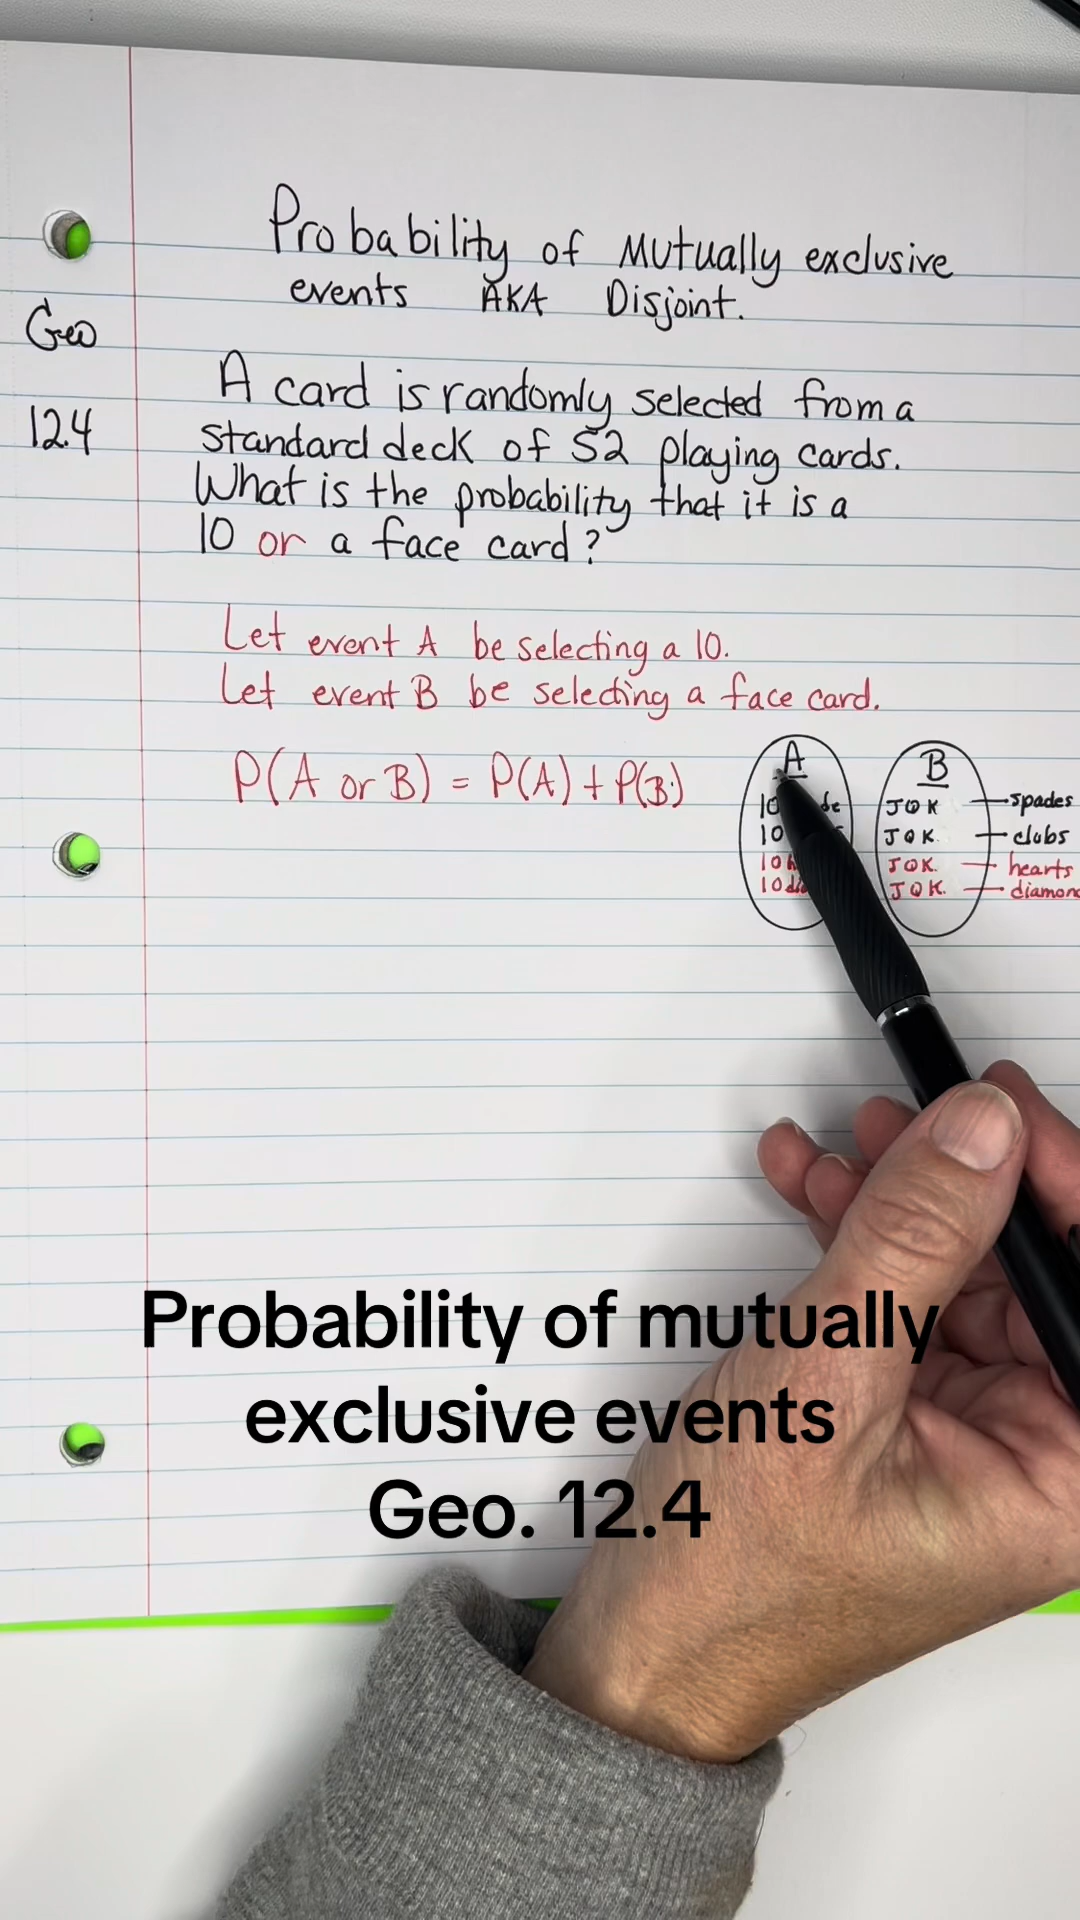 Probability of Mutually exclusive
events AKA Disjoint.
Geo
12.4
A card is randomly selected from a
standard deck of 52 playing cards.
What is the probability that it is a
10 or a face card?
Let event A be selecting a 10.
Let event B be selecting a face card.
P(A or B) = P(A) + P(B)
A
10
10
10
10
B
J Q K — spades
J Q K — clubs
J Q K. — hearts
J Q K. — diamond
Probability of mutually
exclusive events
Geo. 12.4